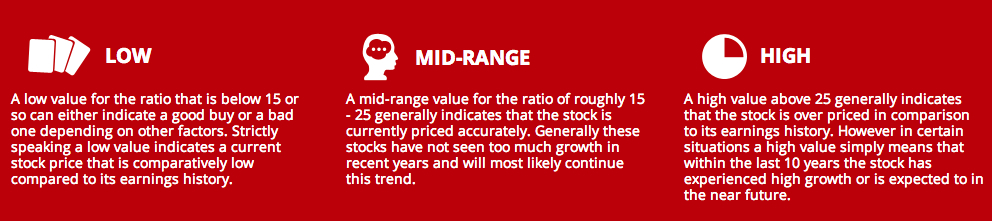 LOW
A low value for the ratio that is below 15 or
so can either indicate a good buy or a bad
one depending on other factors. Strictly
speaking a low value indicates a current
stock price that is comparatively low
compared to its earnings history.
MID-RANGE
A mid-range value for the ratio of roughly 15
- 25 generally indicates that the stock is
currently priced accurately. Generally these
stocks have not seen too much growth in
recent years and will most likely continue
this trend.
HIGH
A high value above 25 generally indicates
that the stock is over priced in comparison
to its earnings history. However in certain
situations a high value simply means that
within the last 10 years the stock has
experienced high growth or is expected to in
the near future.